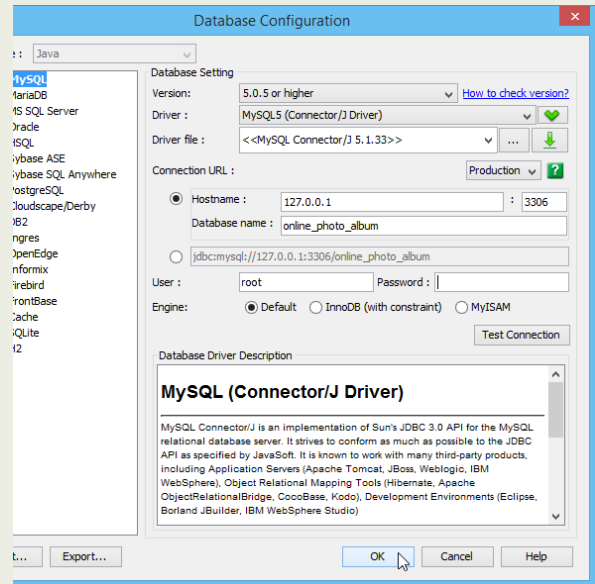 Database Configuration
e : Java
MySQL
MariaDB
MS SQL Server
Oracle
HSQL
Sybase ASE
Sybase SQL Anywhere
PostgreSQL
Cloudscape/Derby
DB2
Ingres
OpenEdge
Informix
Firebird
FrontBase
Cache
SQLite
H2
Database Setting
Version: 5.0.5 or higher How to check version?
Driver : MySQL5 (Connector/J Driver)
Driver file : <<MySQL Connector/J 5.1.33>> ...
Connection URL : Production ?
Hostname : 127.0.0.1 : 3306
Database name : online_photo_album
jdbc:mysql://127.0.0.1:3306/online_photo_album
User : root Password :
Engine: Default InnoDB (with constraint) MyISAM
Test Connection
Database Driver Description
MySQL (Connector/J Driver)
MySQL Connector/J is an implementation of Sun's JDBC 3.0 API for the MySQL
relational database server. It strives to conform as much as possible to the JDBC
API as specified by JavaSoft. It is known to work with many third-party products,
including Application Servers (Apache Tomcat, JBoss, Weblogic, IBM
WebSphere), Object Relational Mapping Tools (Hibernate, Apache
ObjectRelationalBridge, CocoBase, Kodo), Development Environments (Eclipse,
Borland JBuilder, IBM WebSphere Studio)
t... Export... OK Cancel Help